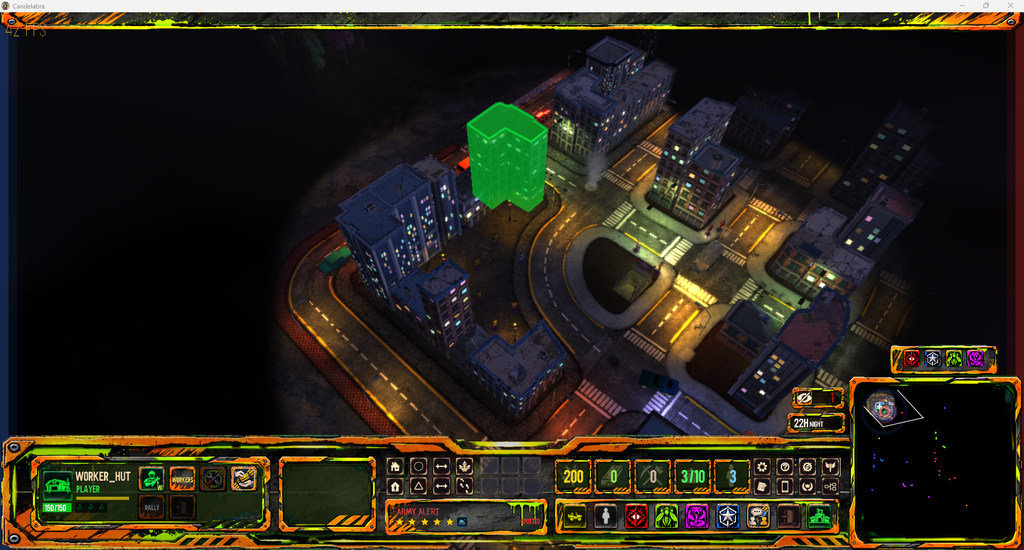 Candelabra
42 FPS
22H NIGHT
WORKER_HUT
PLAYER
150/150
WORKERS
RALLY
200
0
0
3/10
3
ARMY ALERT